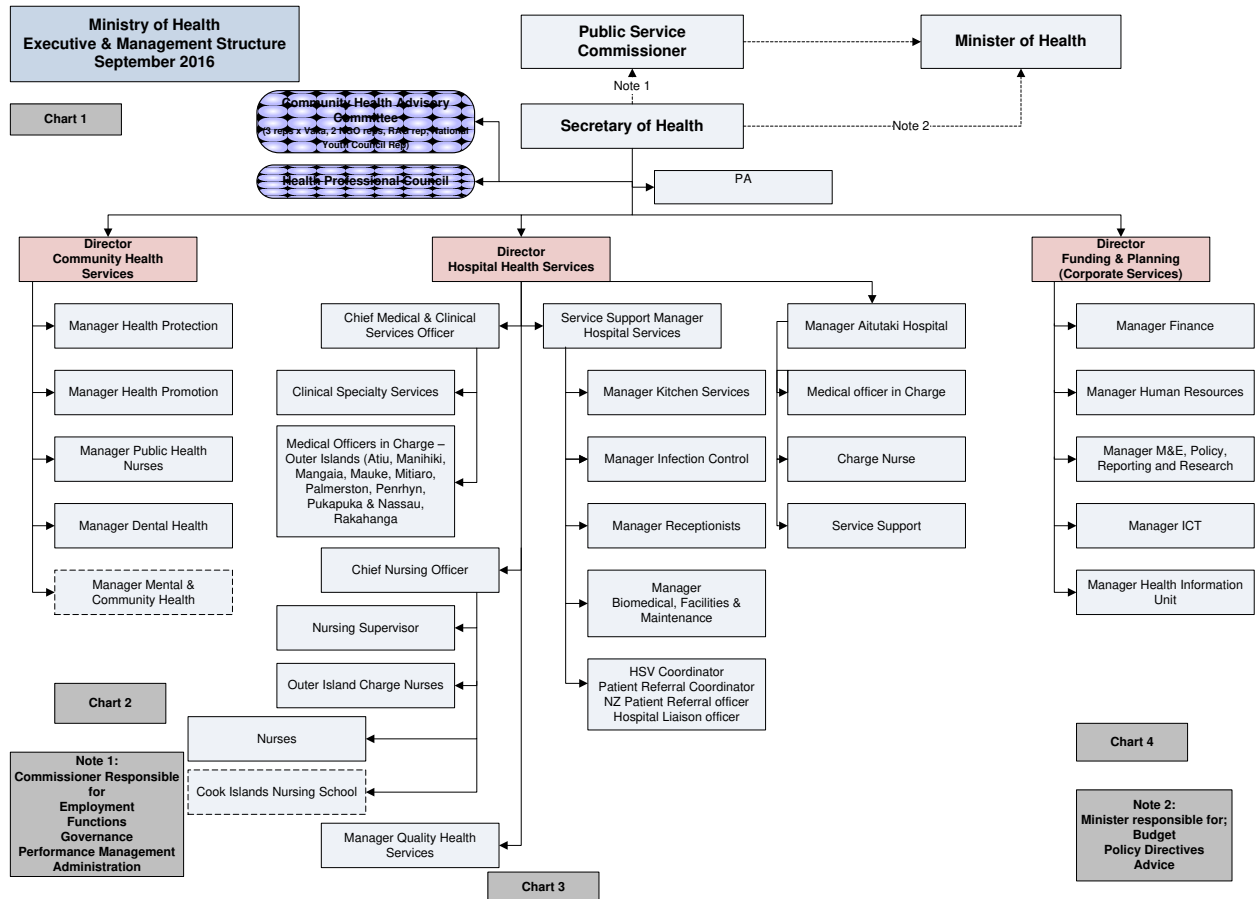 Ministry of Health
Executive & Management Structure
September 2016
Public Service
Commissioner
Minister of Health
Chart 1
Note 1
Community Health Advisory
Committee
(3 reps x Vaka, 2 NGO reps, RAG rep, National
Youth Council Rep)
Secretary of Health
Note 2
Health Professional Council
PA
Director
Community Health
Services
Director
Hospital Health Services
Director
Funding & Planning
(Corporate Services)
Manager Health Protection
Manager Health Promotion
Manager Public Health
Nurses
Manager Dental Health
Manager Mental &
Community Health
Chief Medical & Clinical
Services Officer
Clinical Specialty Services
Medical Officers in Charge –
Outer Islands (Atiu, Manihiki,
Mangaia, Mauke, Mitiaro,
Palmerston, Penrhyn,
Pukapuka & Nassau,
Rakahanga
Chief Nursing Officer
Nursing Supervisor
Outer Island Charge Nurses
Nurses
Cook Islands Nursing School
Manager Quality Health
Services
Service Support Manager
Hospital Services
Manager Kitchen Services
Manager Infection Control
Manager Receptionists
Manager
Biomedical, Facilities &
Maintenance
HSV Coordinator
Patient Referral Coordinator
NZ Patient Referral officer
Hospital Liaison officer
Manager Aitutaki Hospital
Medical officer in Charge
Charge Nurse
Service Support
Manager Finance
Manager Human Resources
Manager M&E, Policy,
Reporting and Research
Manager ICT
Manager Health Information
Unit
Chart 2
Note 1:
Commissioner Responsible
for
Employment
Functions
Governance
Performance Management
Administration
Chart 3
Chart 4
Note 2:
Minister responsible for;
Budget
Policy Directives
Advice